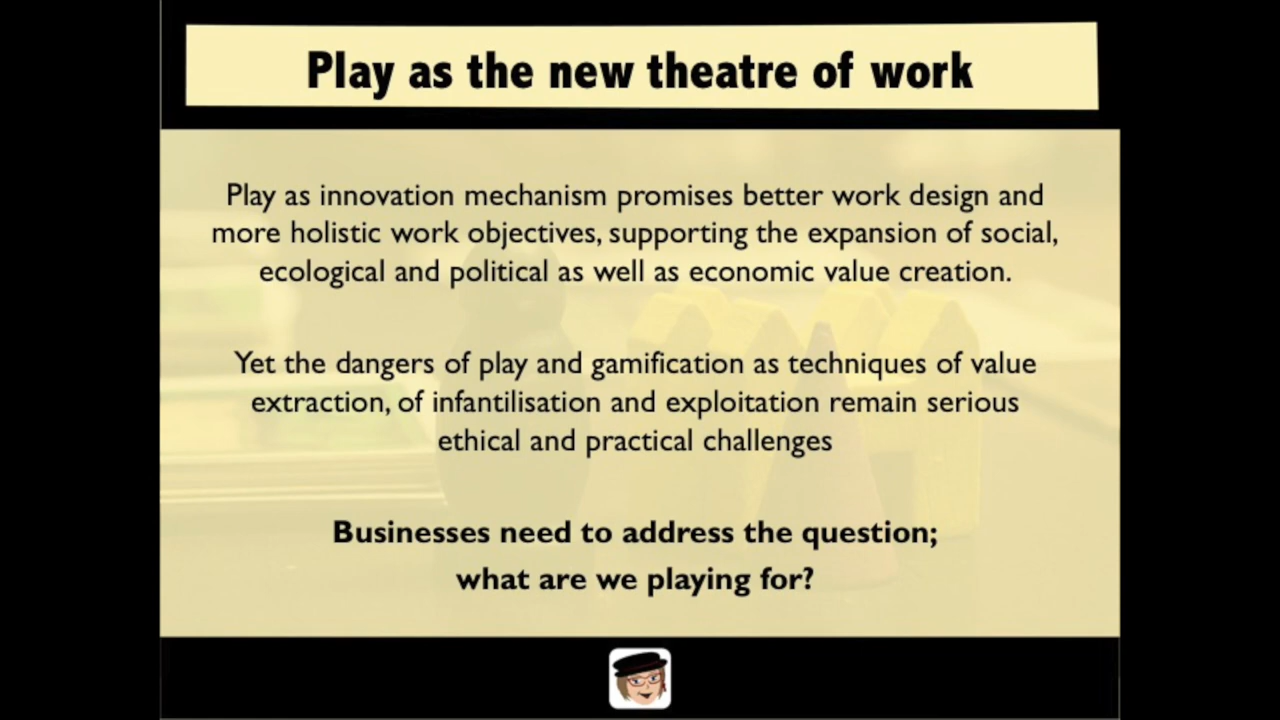 Play as the new theatre of work
Play as innovation mechanism promises better work design and
more holistic work objectives, supporting the expansion of social,
ecological and political as well as economic value creation.
Yet the dangers of play and gamification as techniques of value
extraction, of infantilisation and exploitation remain serious
ethical and practical challenges
Businesses need to address the question;
what are we playing for?